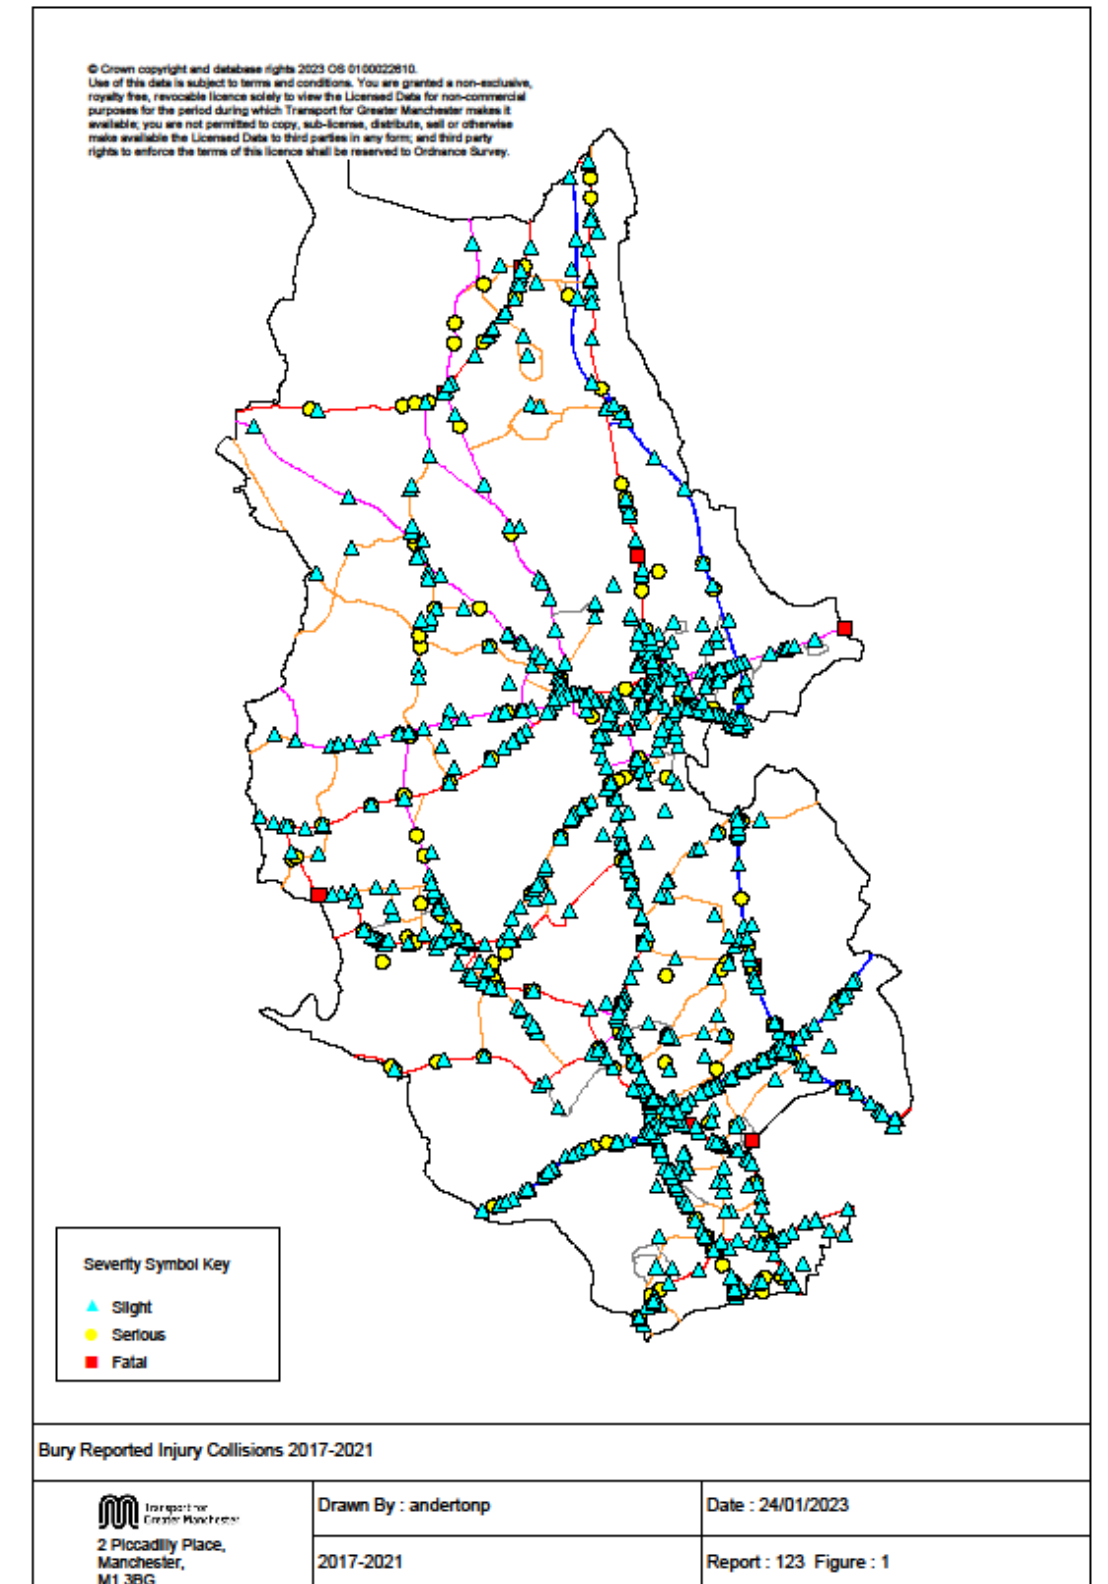 © Crown copyright and database rights 2023 OS 0100022610.
Use of this data is subject to terms and conditions. You are granted a non-exclusive,
royalty free, revocable licence solely to view the Licensed Data for non-commercial
purposes for the period during which Transport for Greater Manchester makes it
available; you are not permitted to copy, sub-license, distribute, sell or otherwise
make available the Licensed Data to third parties in any form; and third party
rights to enforce the terms of this licence shall be reserved to Ordnance Survey.
Severity Symbol Key
Slight
Serious
Fatal
Bury Reported Injury Collisions 2017-2021
Transport for
Greater Manchester
2 Piccadilly Place,
Manchester,
M1 3BG
Drawn By : andertonp
Date : 24/01/2023
2017-2021
Report : 123 Figure : 1